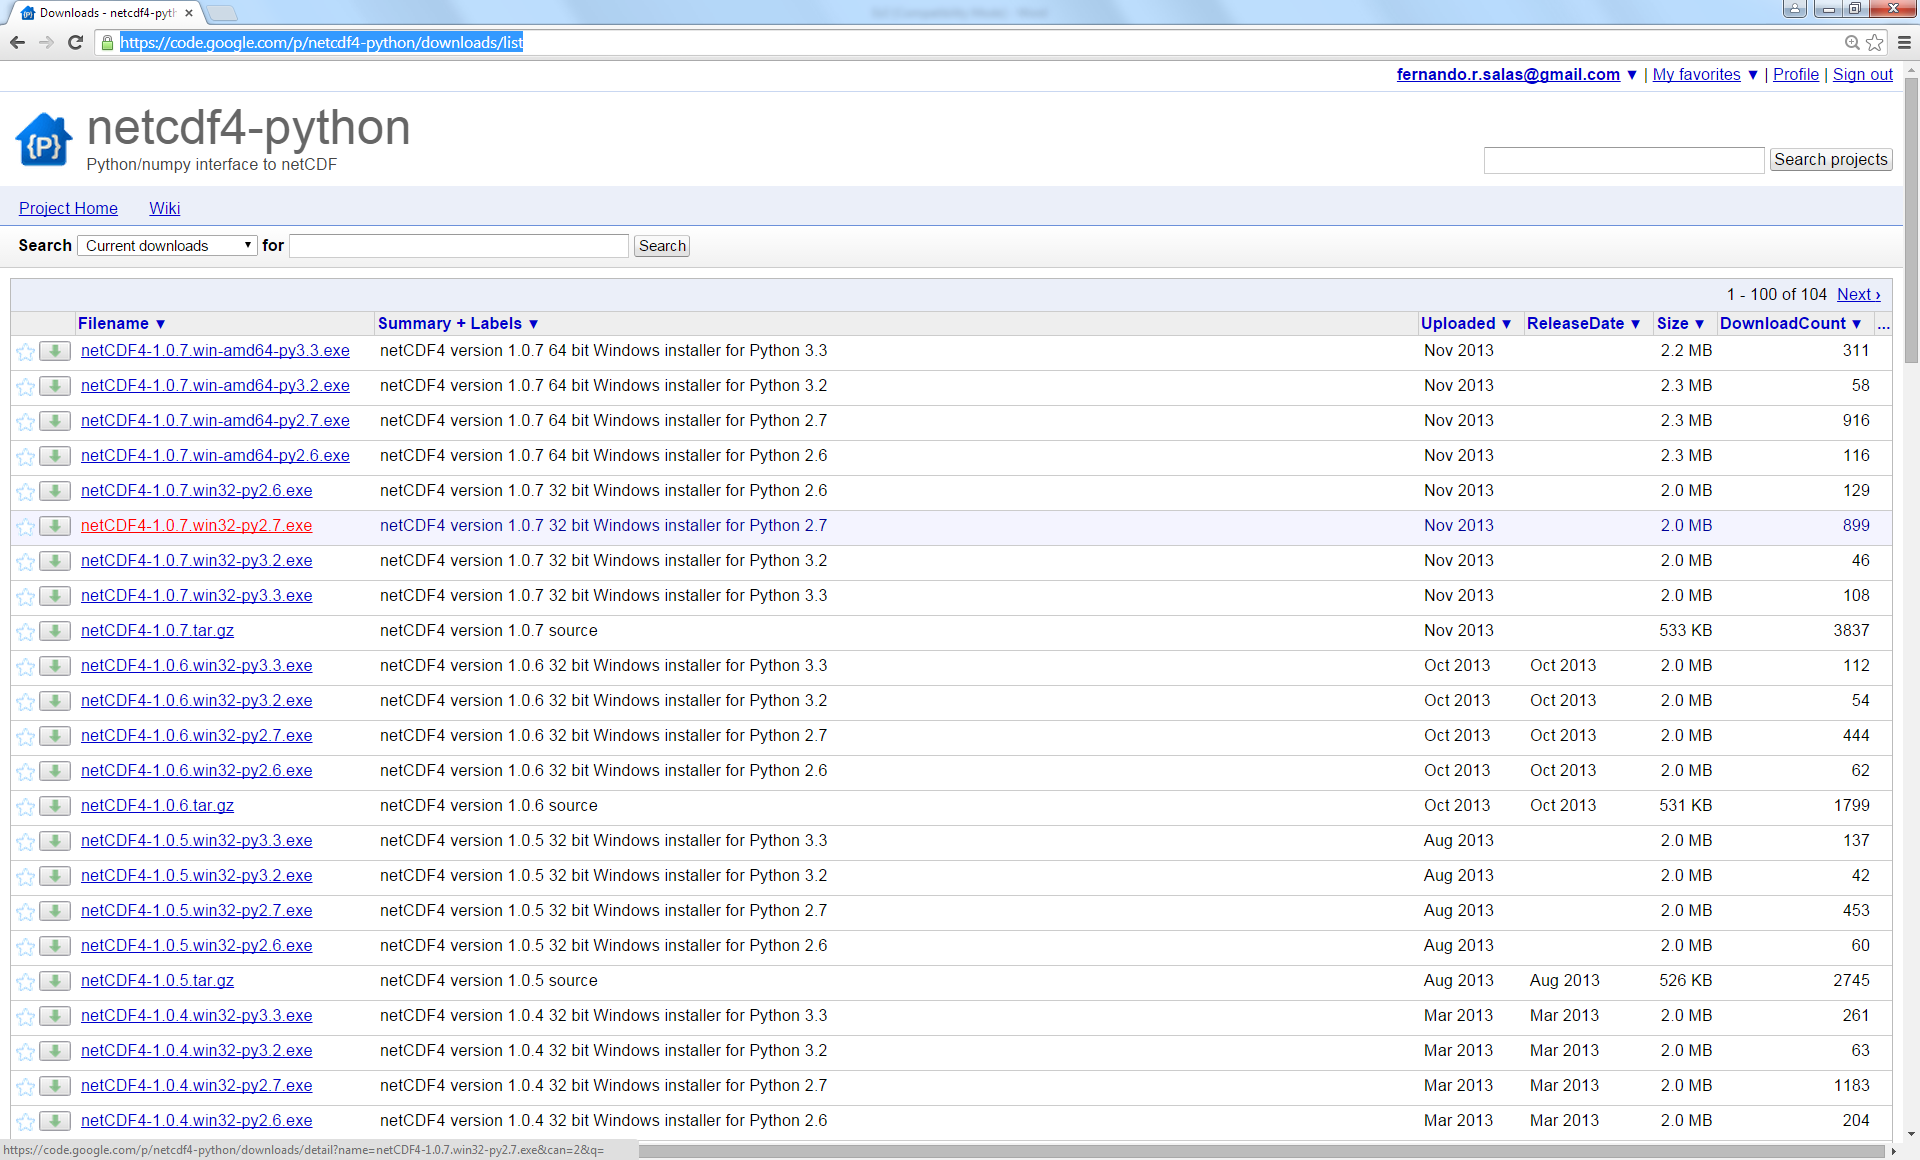 Downloads - netcdf4-pyth
https://code.google.com/p/netcdf4-python/downloads/list
fernando.r.salas@gmail.com ▼ | My favorites ▼ | Profile | Sign out
netcdf4-python
Python/numpy interface to netCDF
Search projects
Project Home Wiki
Search Current downloads ▼ for Search
1 - 100 of 104 Next ›
Filename ▼ Summary + Labels ▼ Uploaded ▼ ReleaseDate ▼ Size ▼ DownloadCount ▼ ...
netCDF4-1.0.7.win-amd64-py3.3.exe netCDF4 version 1.0.7 64 bit Windows installer for Python 3.3 Nov 2013 2.2 MB 311
netCDF4-1.0.7.win-amd64-py3.2.exe netCDF4 version 1.0.7 64 bit Windows installer for Python 3.2 Nov 2013 2.3 MB 58
netCDF4-1.0.7.win-amd64-py2.7.exe netCDF4 version 1.0.7 64 bit Windows installer for Python 2.7 Nov 2013 2.3 MB 916
netCDF4-1.0.7.win-amd64-py2.6.exe netCDF4 version 1.0.7 64 bit Windows installer for Python 2.6 Nov 2013 2.3 MB 116
netCDF4-1.0.7.win32-py2.6.exe netCDF4 version 1.0.7 32 bit Windows installer for Python 2.6 Nov 2013 2.0 MB 129
netCDF4-1.0.7.win32-py2.7.exe netCDF4 version 1.0.7 32 bit Windows installer for Python 2.7 Nov 2013 2.0 MB 899
netCDF4-1.0.7.win32-py3.2.exe netCDF4 version 1.0.7 32 bit Windows installer for Python 3.2 Nov 2013 2.0 MB 46
netCDF4-1.0.7.win32-py3.3.exe netCDF4 version 1.0.7 32 bit Windows installer for Python 3.3 Nov 2013 2.0 MB 108
netCDF4-1.0.7.tar.gz netCDF4 version 1.0.7 source Nov 2013 533 KB 3837
netCDF4-1.0.6.win32-py3.3.exe netCDF4 version 1.0.6 32 bit Windows installer for Python 3.3 Oct 2013 Oct 2013 2.0 MB 112
netCDF4-1.0.6.win32-py3.2.exe netCDF4 version 1.0.6 32 bit Windows installer for Python 3.2 Oct 2013 Oct 2013 2.0 MB 54
netCDF4-1.0.6.win32-py2.7.exe netCDF4 version 1.0.6 32 bit Windows installer for Python 2.7 Oct 2013 Oct 2013 2.0 MB 444
netCDF4-1.0.6.win32-py2.6.exe netCDF4 version 1.0.6 32 bit Windows installer for Python 2.6 Oct 2013 Oct 2013 2.0 MB 62
netCDF4-1.0.6.tar.gz netCDF4 version 1.0.6 source Oct 2013 Oct 2013 531 KB 1799
netCDF4-1.0.5.win32-py3.3.exe netCDF4 version 1.0.5 32 bit Windows installer for Python 3.3 Aug 2013 2.0 MB 137
netCDF4-1.0.5.win32-py3.2.exe netCDF4 version 1.0.5 32 bit Windows installer for Python 3.2 Aug 2013 2.0 MB 42
netCDF4-1.0.5.win32-py2.7.exe netCDF4 version 1.0.5 32 bit Windows installer for Python 2.7 Aug 2013 2.0 MB 453
netCDF4-1.0.5.win32-py2.6.exe netCDF4 version 1.0.5 32 bit Windows installer for Python 2.6 Aug 2013 2.0 MB 60
netCDF4-1.0.5.tar.gz netCDF4 version 1.0.5 source Aug 2013 Aug 2013 526 KB 2745
netCDF4-1.0.4.win32-py3.3.exe netCDF4 version 1.0.4 32 bit Windows installer for Python 3.3 Mar 2013 Mar 2013 2.0 MB 261
netCDF4-1.0.4.win32-py3.2.exe netCDF4 version 1.0.4 32 bit Windows installer for Python 3.2 Mar 2013 Mar 2013 2.0 MB 63
netCDF4-1.0.4.win32-py2.7.exe netCDF4 version 1.0.4 32 bit Windows installer for Python 2.7 Mar 2013 Mar 2013 2.0 MB 1183
netCDF4-1.0.4.win32-py2.6.exe netCDF4 version 1.0.4 32 bit Windows installer for Python 2.6 Mar 2013 Mar 2013 2.0 MB 204
https://code.google.com/p/netcdf4-python/downloads/detail?name=netCDF4-1.0.7.win32-py2.7.exe&can=2&q=